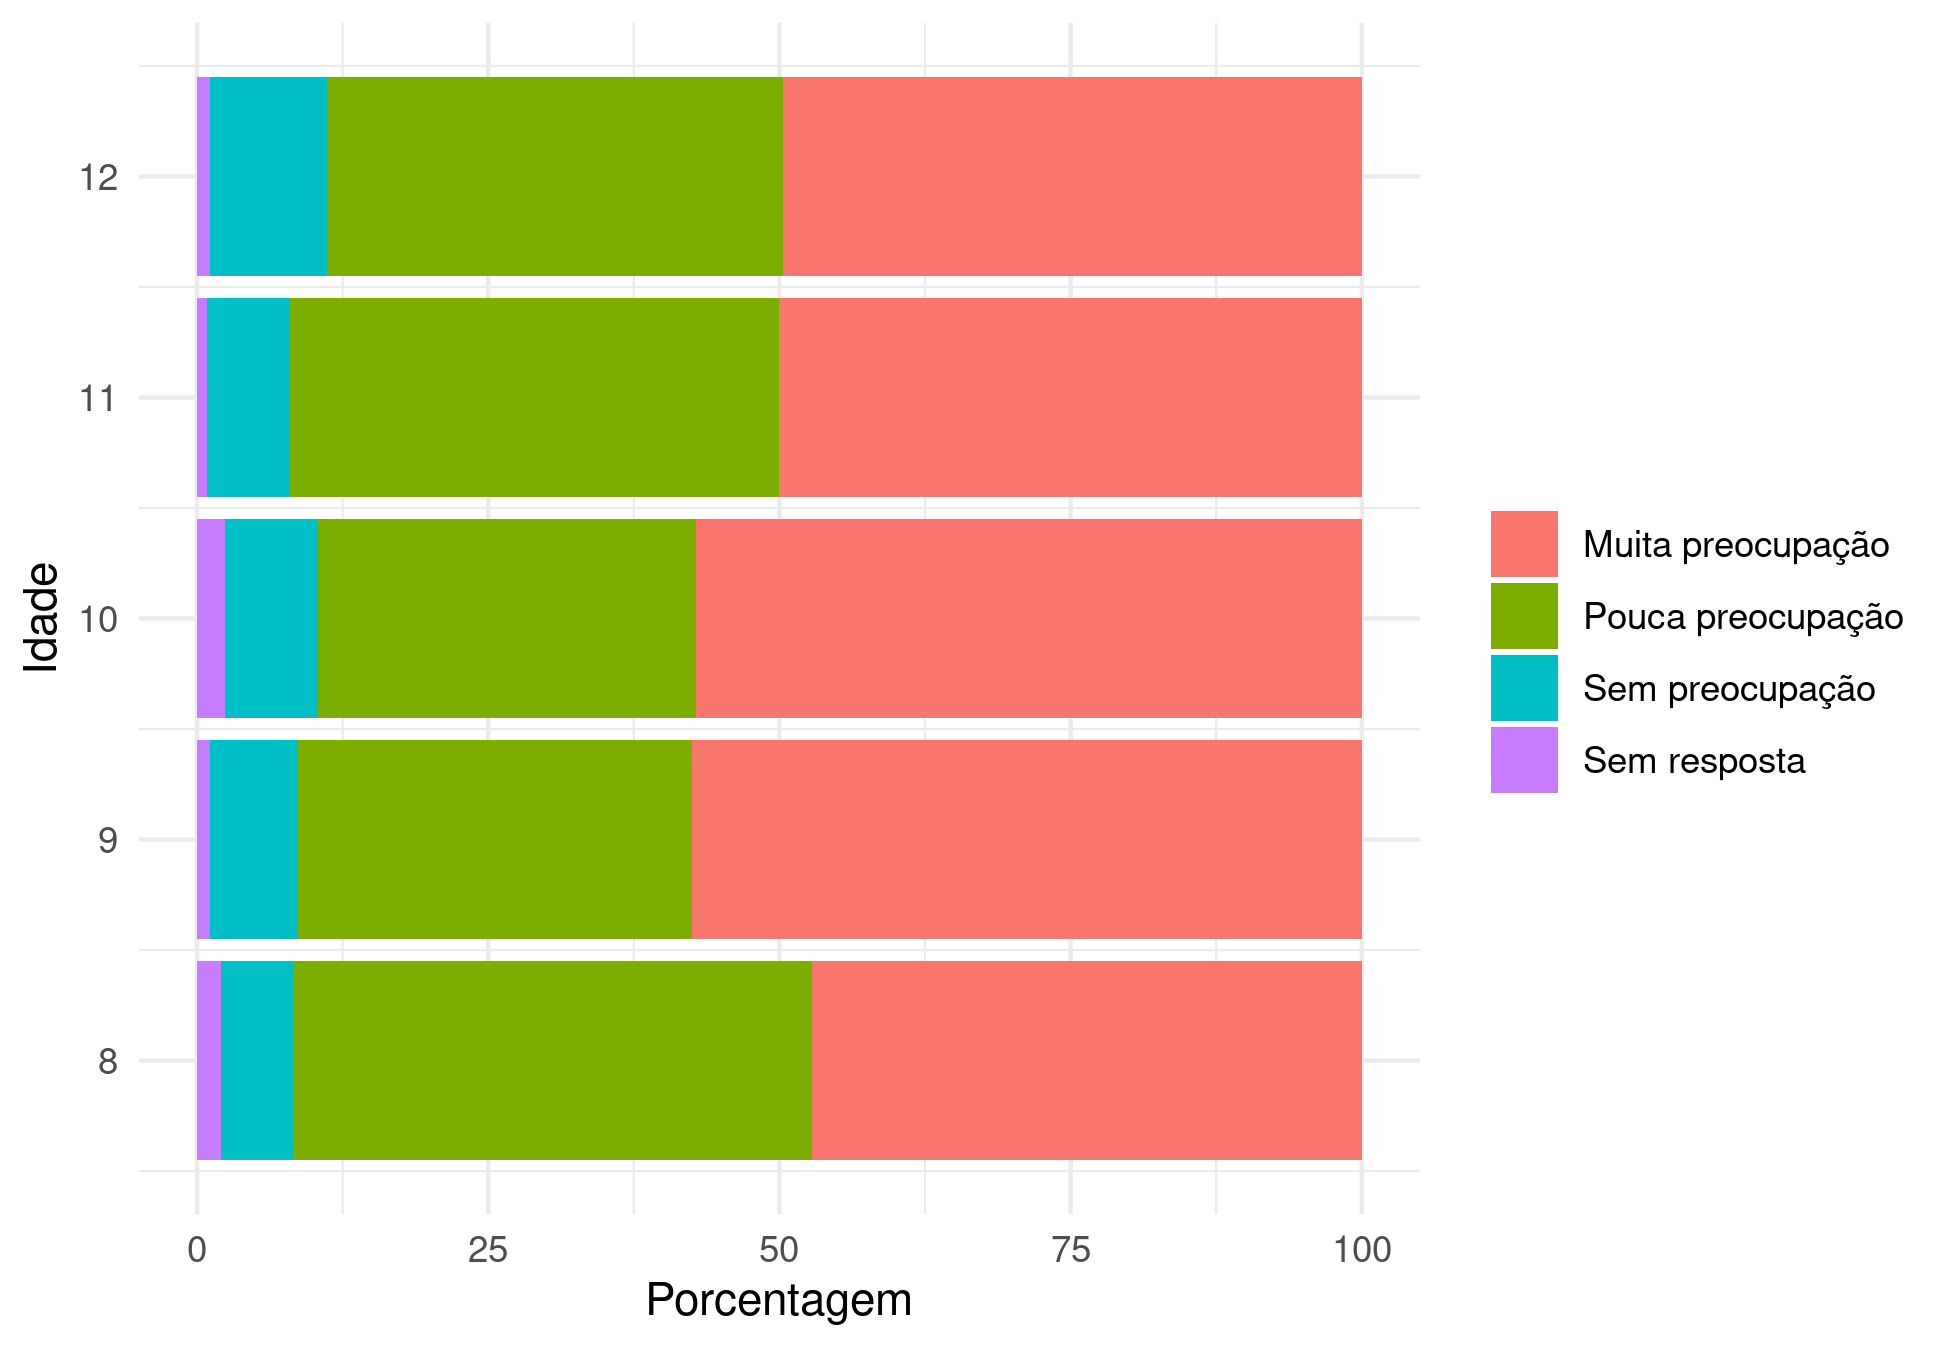 Idade
12
11
10
9
8
0 25 50 75 100
Porcentagem
Muita preocupação
Pouca preocupação
Sem preocupação
Sem resposta